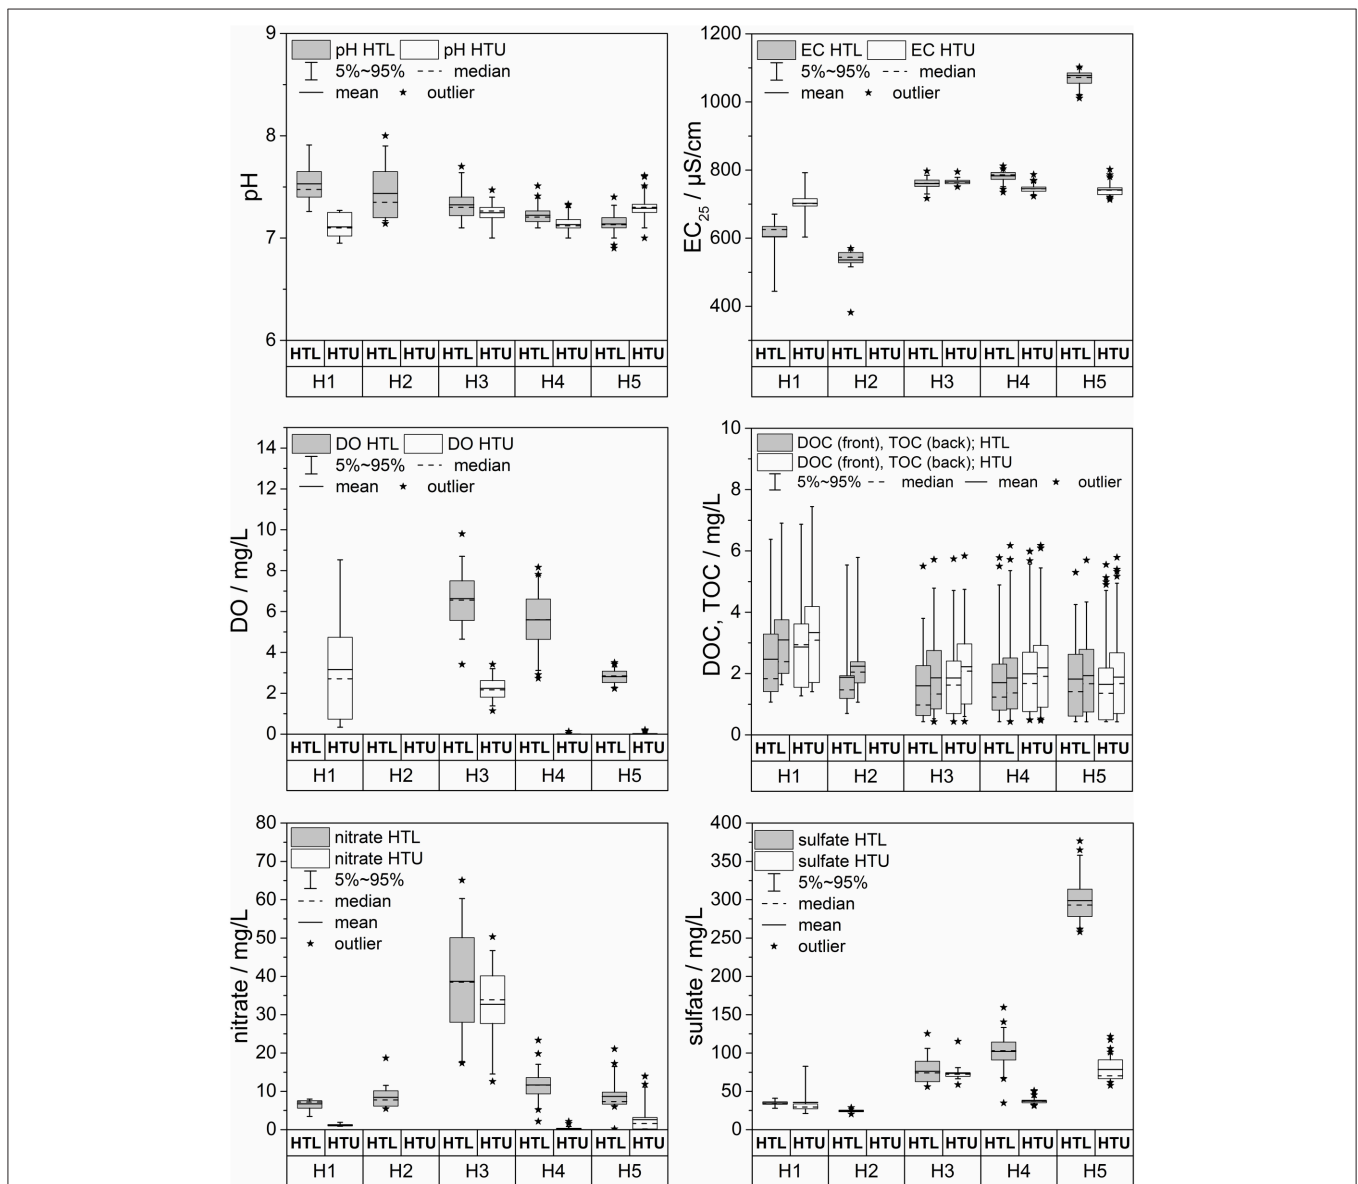 9
8
7
6
pH
pH HTL pH HTU
5%~95% median
mean outlier
HTL HTU HTL HTU HTL HTU HTL HTU HTL HTU
H1 H2 H3 H4 H5
1200
1000
800
600
400
EC25 / µS/cm
EC HTL EC HTU
5%~95% median
mean outlier
HTL HTU HTL HTU HTL HTU HTL HTU HTL HTU
H1 H2 H3 H4 H5
14
12
10
8
6
4
2
0
DO / mg/L
DO HTL DO HTU
5%~95% median
mean outlier
HTL HTU HTL HTU HTL HTU HTL HTU HTL HTU
H1 H2 H3 H4 H5
10
8
6
4
2
0
DOC, TOC / mg/L
DOC (front), TOC (back); HTL
DOC (front), TOC (back); HTU
5%~95% median mean outlier
HTL HTU HTL HTU HTL HTU HTL HTU HTL HTU
H1 H2 H3 H4 H5
80
70
60
50
40
30
20
10
0
nitrate / mg/L
nitrate HTL
nitrate HTU
5%~95%
median
mean
outlier
HTL HTU HTL HTU HTL HTU HTL HTU HTL HTU
H1 H2 H3 H4 H5
400
350
300
250
200
150
100
50
0
sulfate / mg/L
sulfate HTL
sulfate HTU
5%~95%
median
mean
outlier
HTL HTU HTL HTU HTL HTU HTL HTU HTL HTU
H1 H2 H3 H4 H5